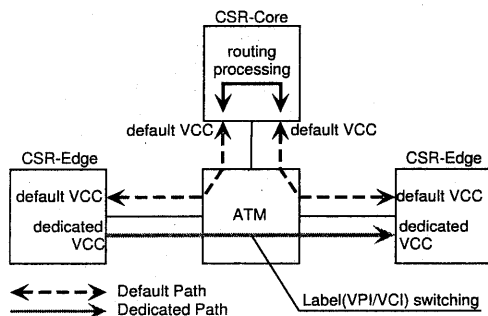 CSR-Core
routing
processing
default VCC
default VCC
CSR-Edge
CSR-Edge
default VCC
default VCC
ATM
dedicated
VCC
dedicated
VCC
Default Path
Dedicated Path
Label(VPI/VCI) switching